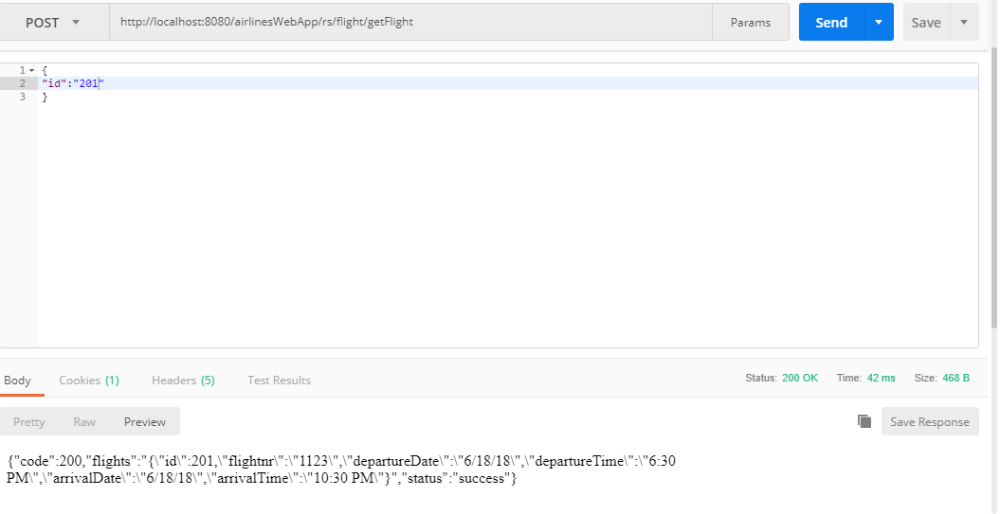 POST http://localhost:8080/airlinesWebApp/rs/flight/getFlight Params Send Save
1 {
2 "id":"201"
3 }
Body Cookies (1) Headers (5) Test Results Status: 200 OK Time: 42 ms Size: 468 B
Pretty Raw Preview Save Response
{"code":200,"flights":"{\"id\":201,\"flightnr\":\"1123\",\"departureDate\":\"6/18/18\",\"departureTime\":\"6:30
PM\",\"arrivalDate\":\"6/18/18\",\"arrivalTime\":\"10:30 PM\"}","status":"success"}